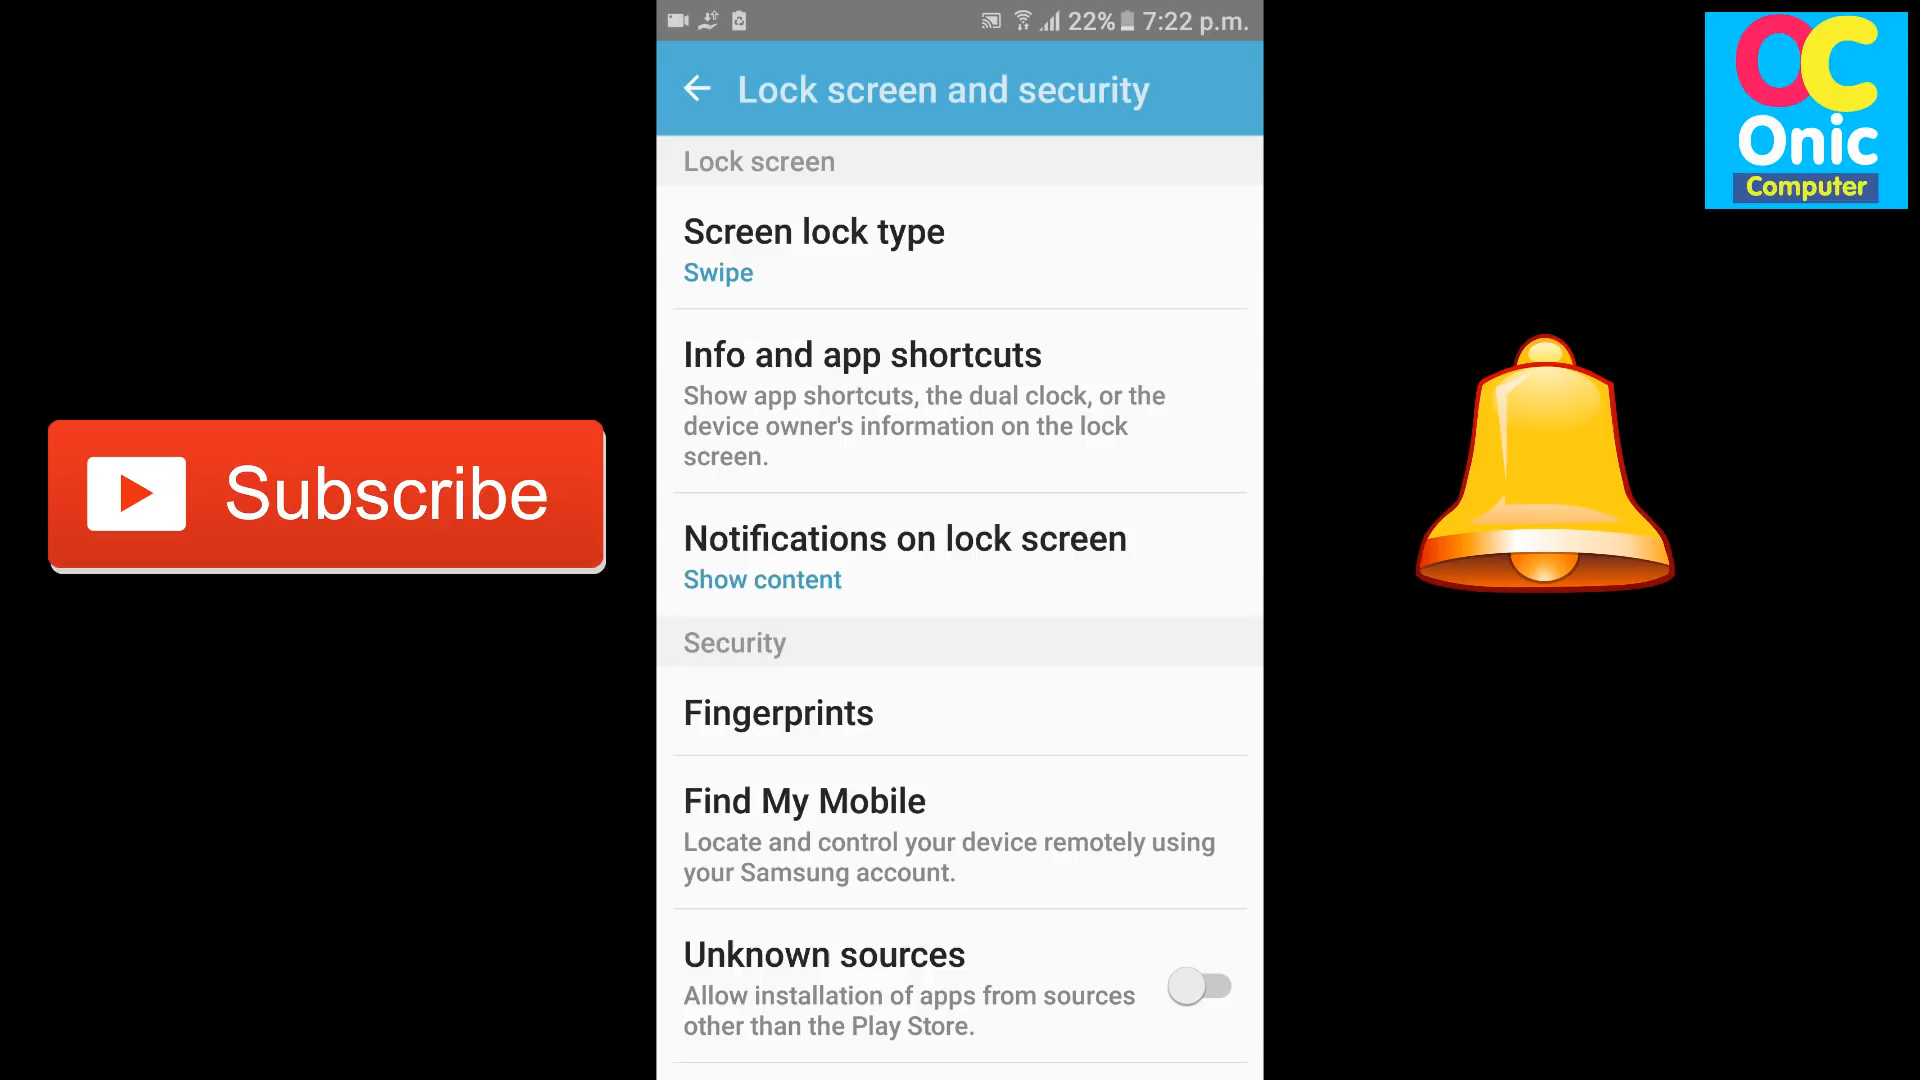 22% 7:22 p.m.
Lock screen and security
Lock screen
Screen lock type
Swipe
Info and app shortcuts
Show app shortcuts, the dual clock, or the
device owner's information on the lock
screen.
Notifications on lock screen
Show content
Security
Fingerprints
Find My Mobile
Locate and control your device remotely using
your Samsung account.
Unknown sources
Allow installation of apps from sources
other than the Play Store.
Subscribe
OC
Onic
Computer